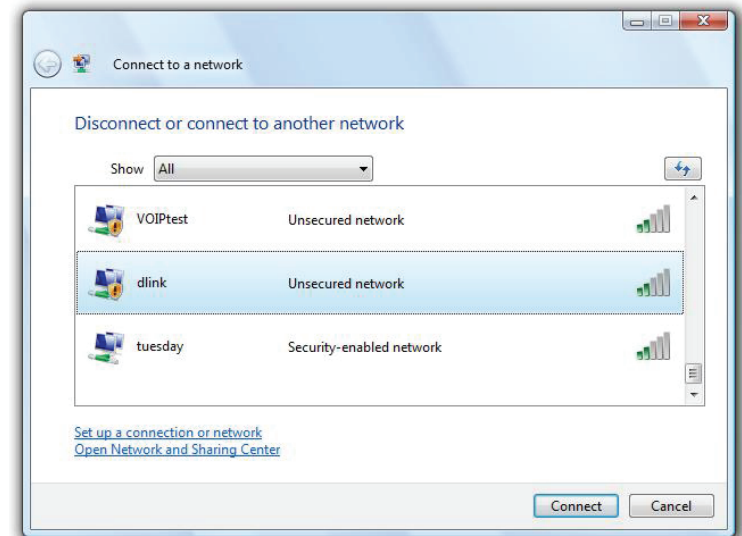 Connect to a network
Disconnect or connect to another network
Show All
VOIPtest Unsecured network
dlink Unsecured network
tuesday Security-enabled network
Set up a connection or network
Open Network and Sharing Center
Connect Cancel